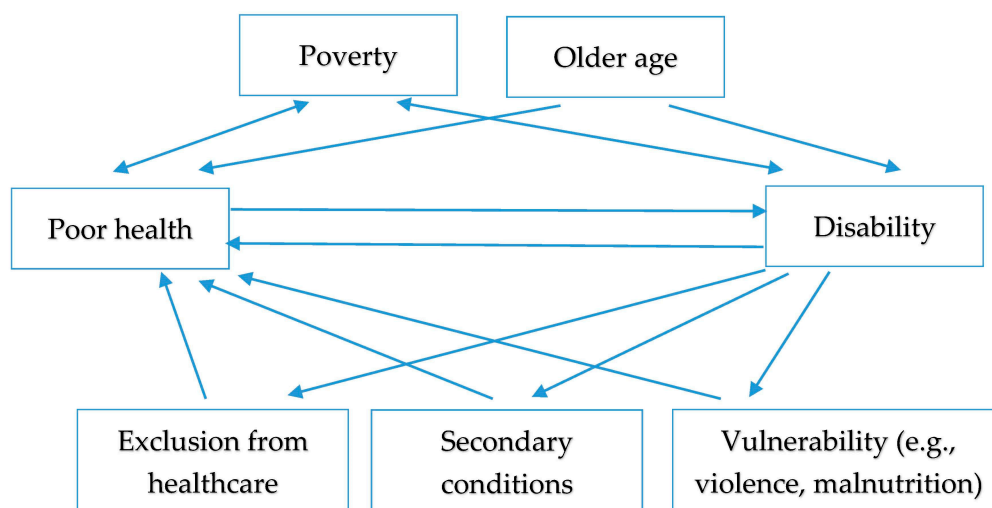 Poverty
Older age
Poor health
Disability
Exclusion from
healthcare
Secondary
conditions
Vulnerability (e.g.,
violence, malnutrition)